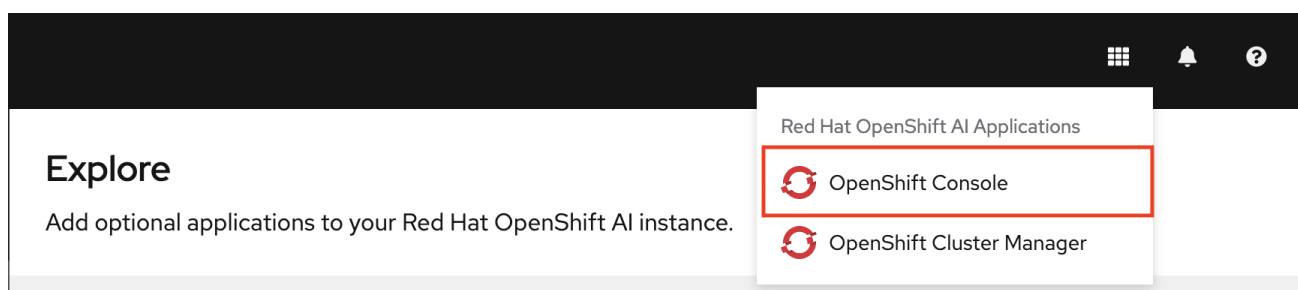 Red Hat OpenShift AI Applications
Explore
OpenShift Console
Add optional applications to your Red Hat OpenShift AI instance.
OpenShift Cluster Manager